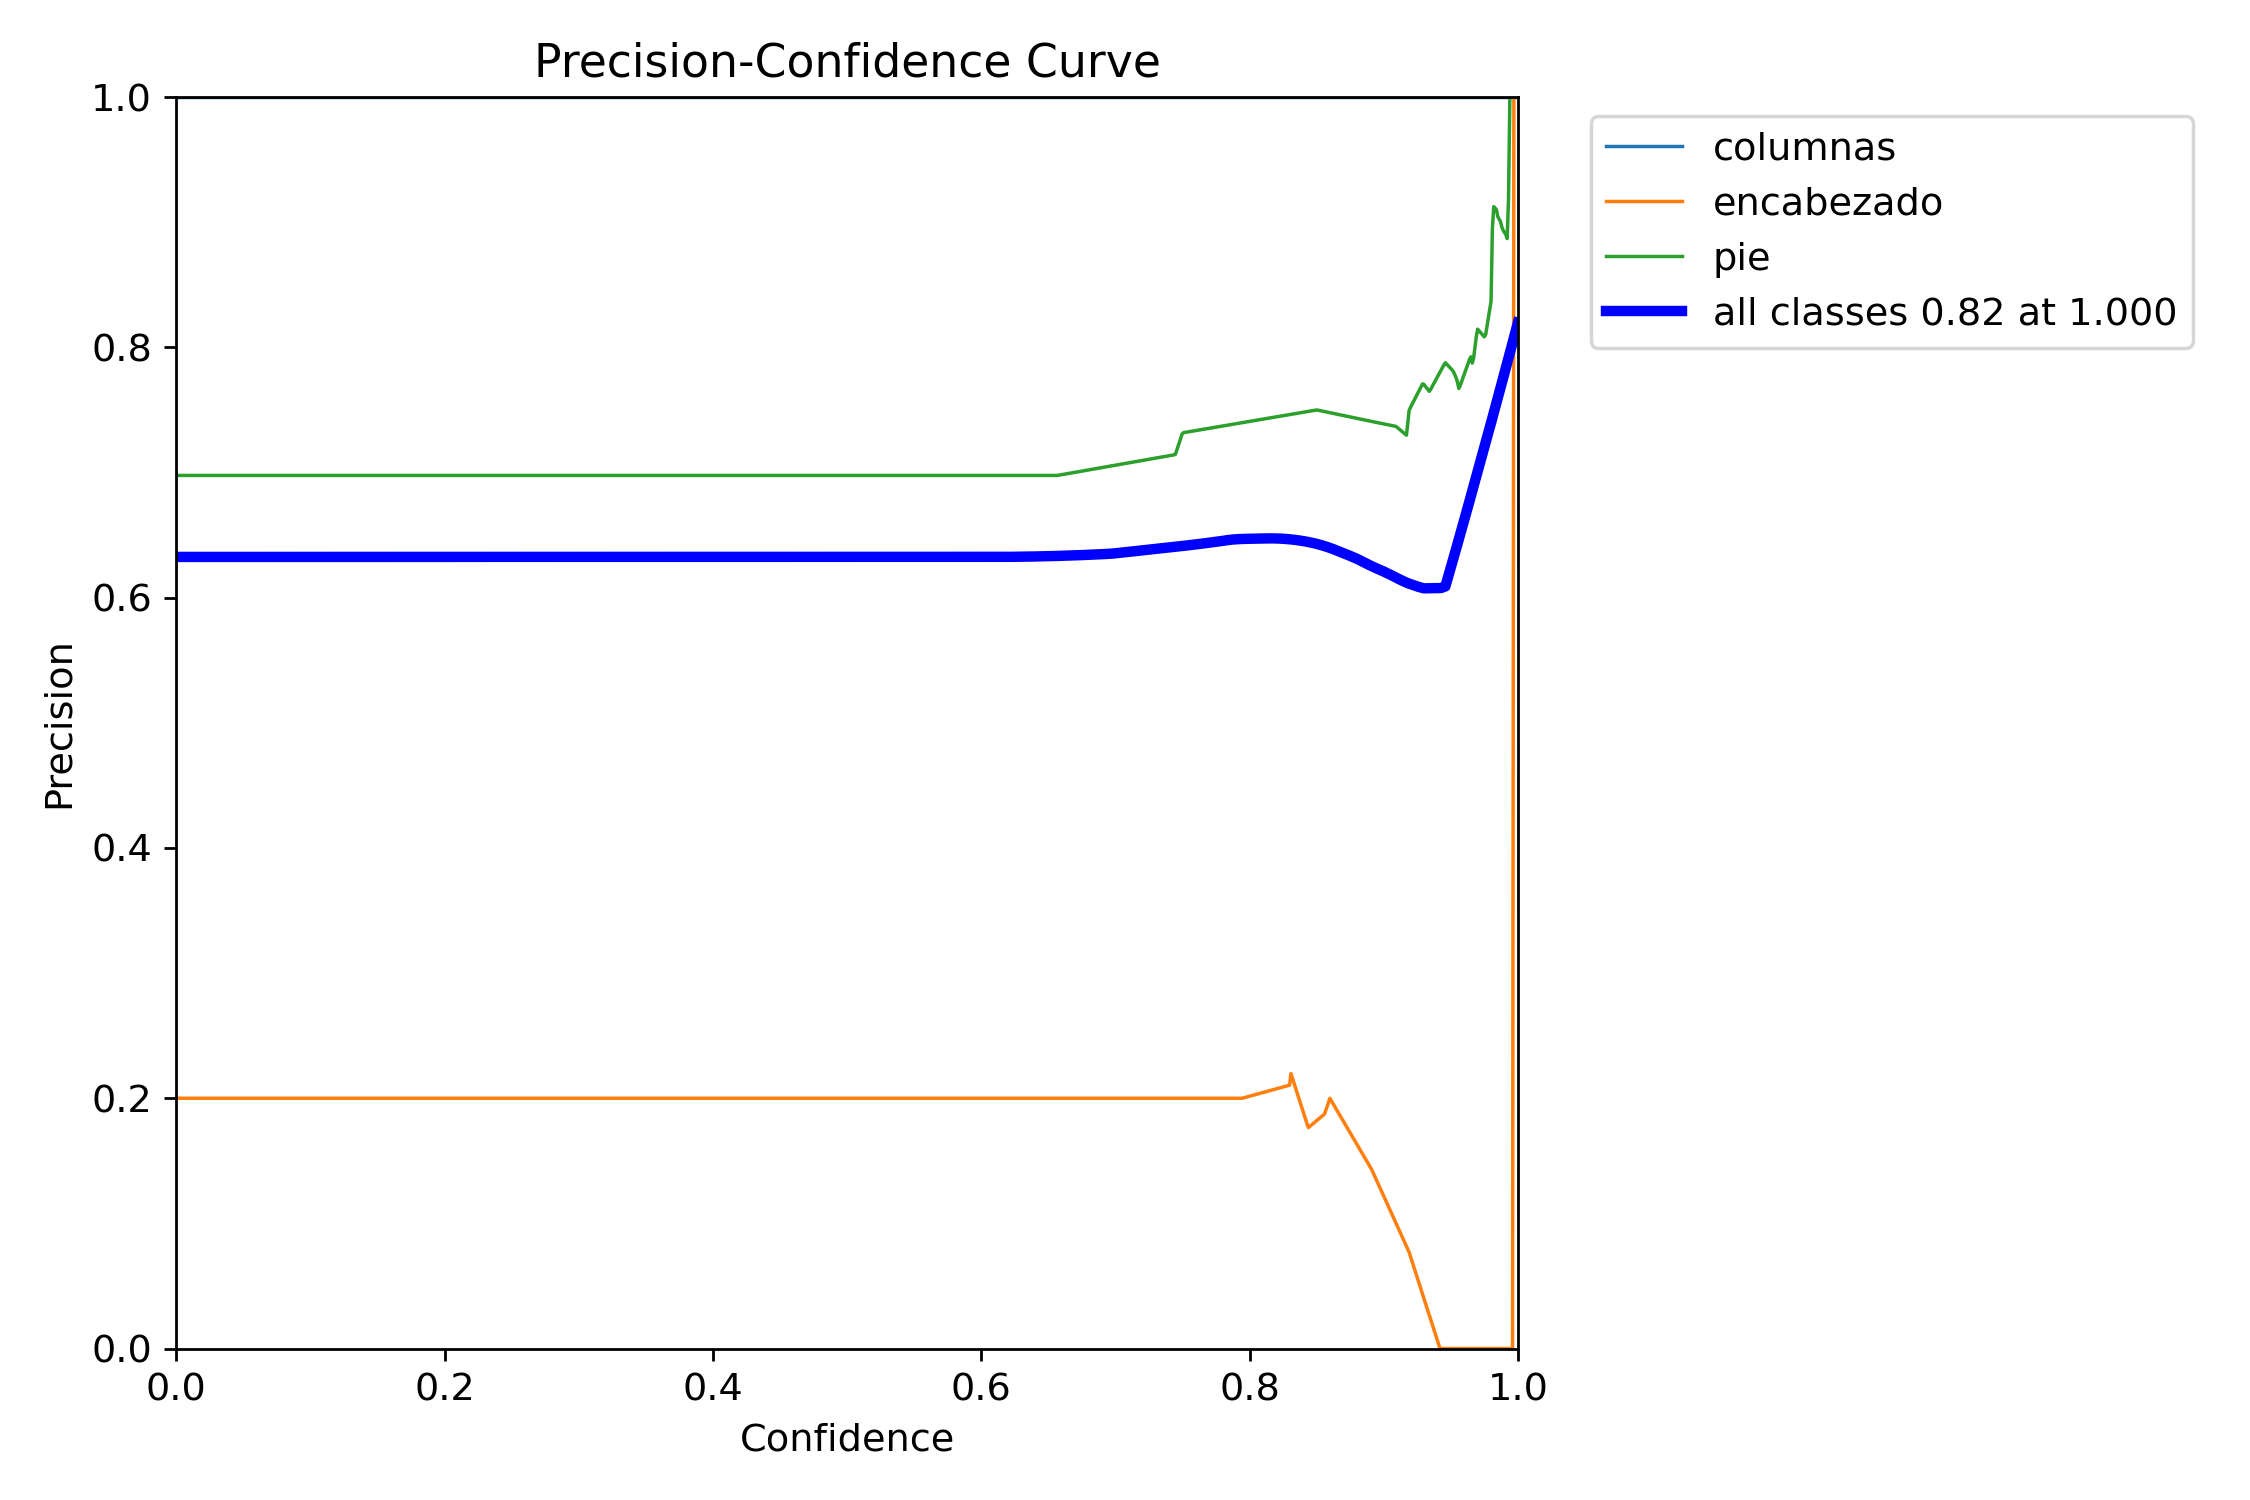 Precision-Confidence Curve
1.0
0.8
0.6
0.4
0.2
0.0
Precision
0.0 0.2 0.4 0.6 0.8 1.0
Confidence
columnas
encabezado
pie
all classes 0.82 at 1.000